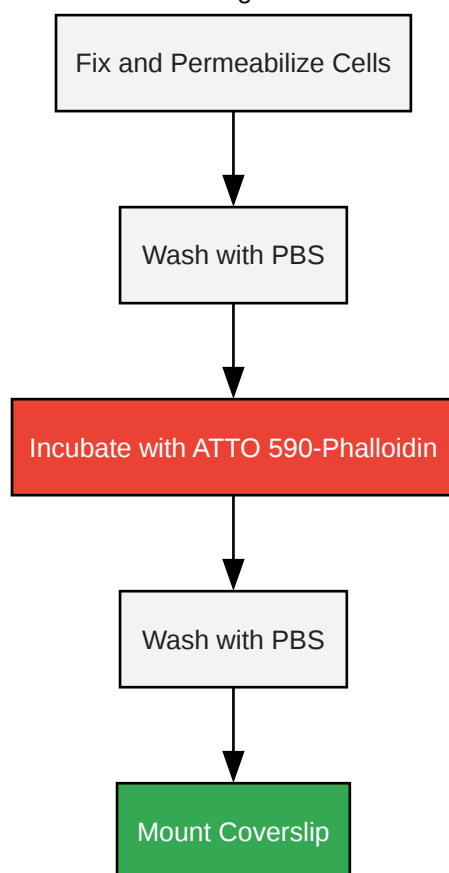 Fix and Permeabilize Cells
Wash with PBS
Incubate with ATTO 590-Phalloidin
Wash with PBS
Mount Coverslip